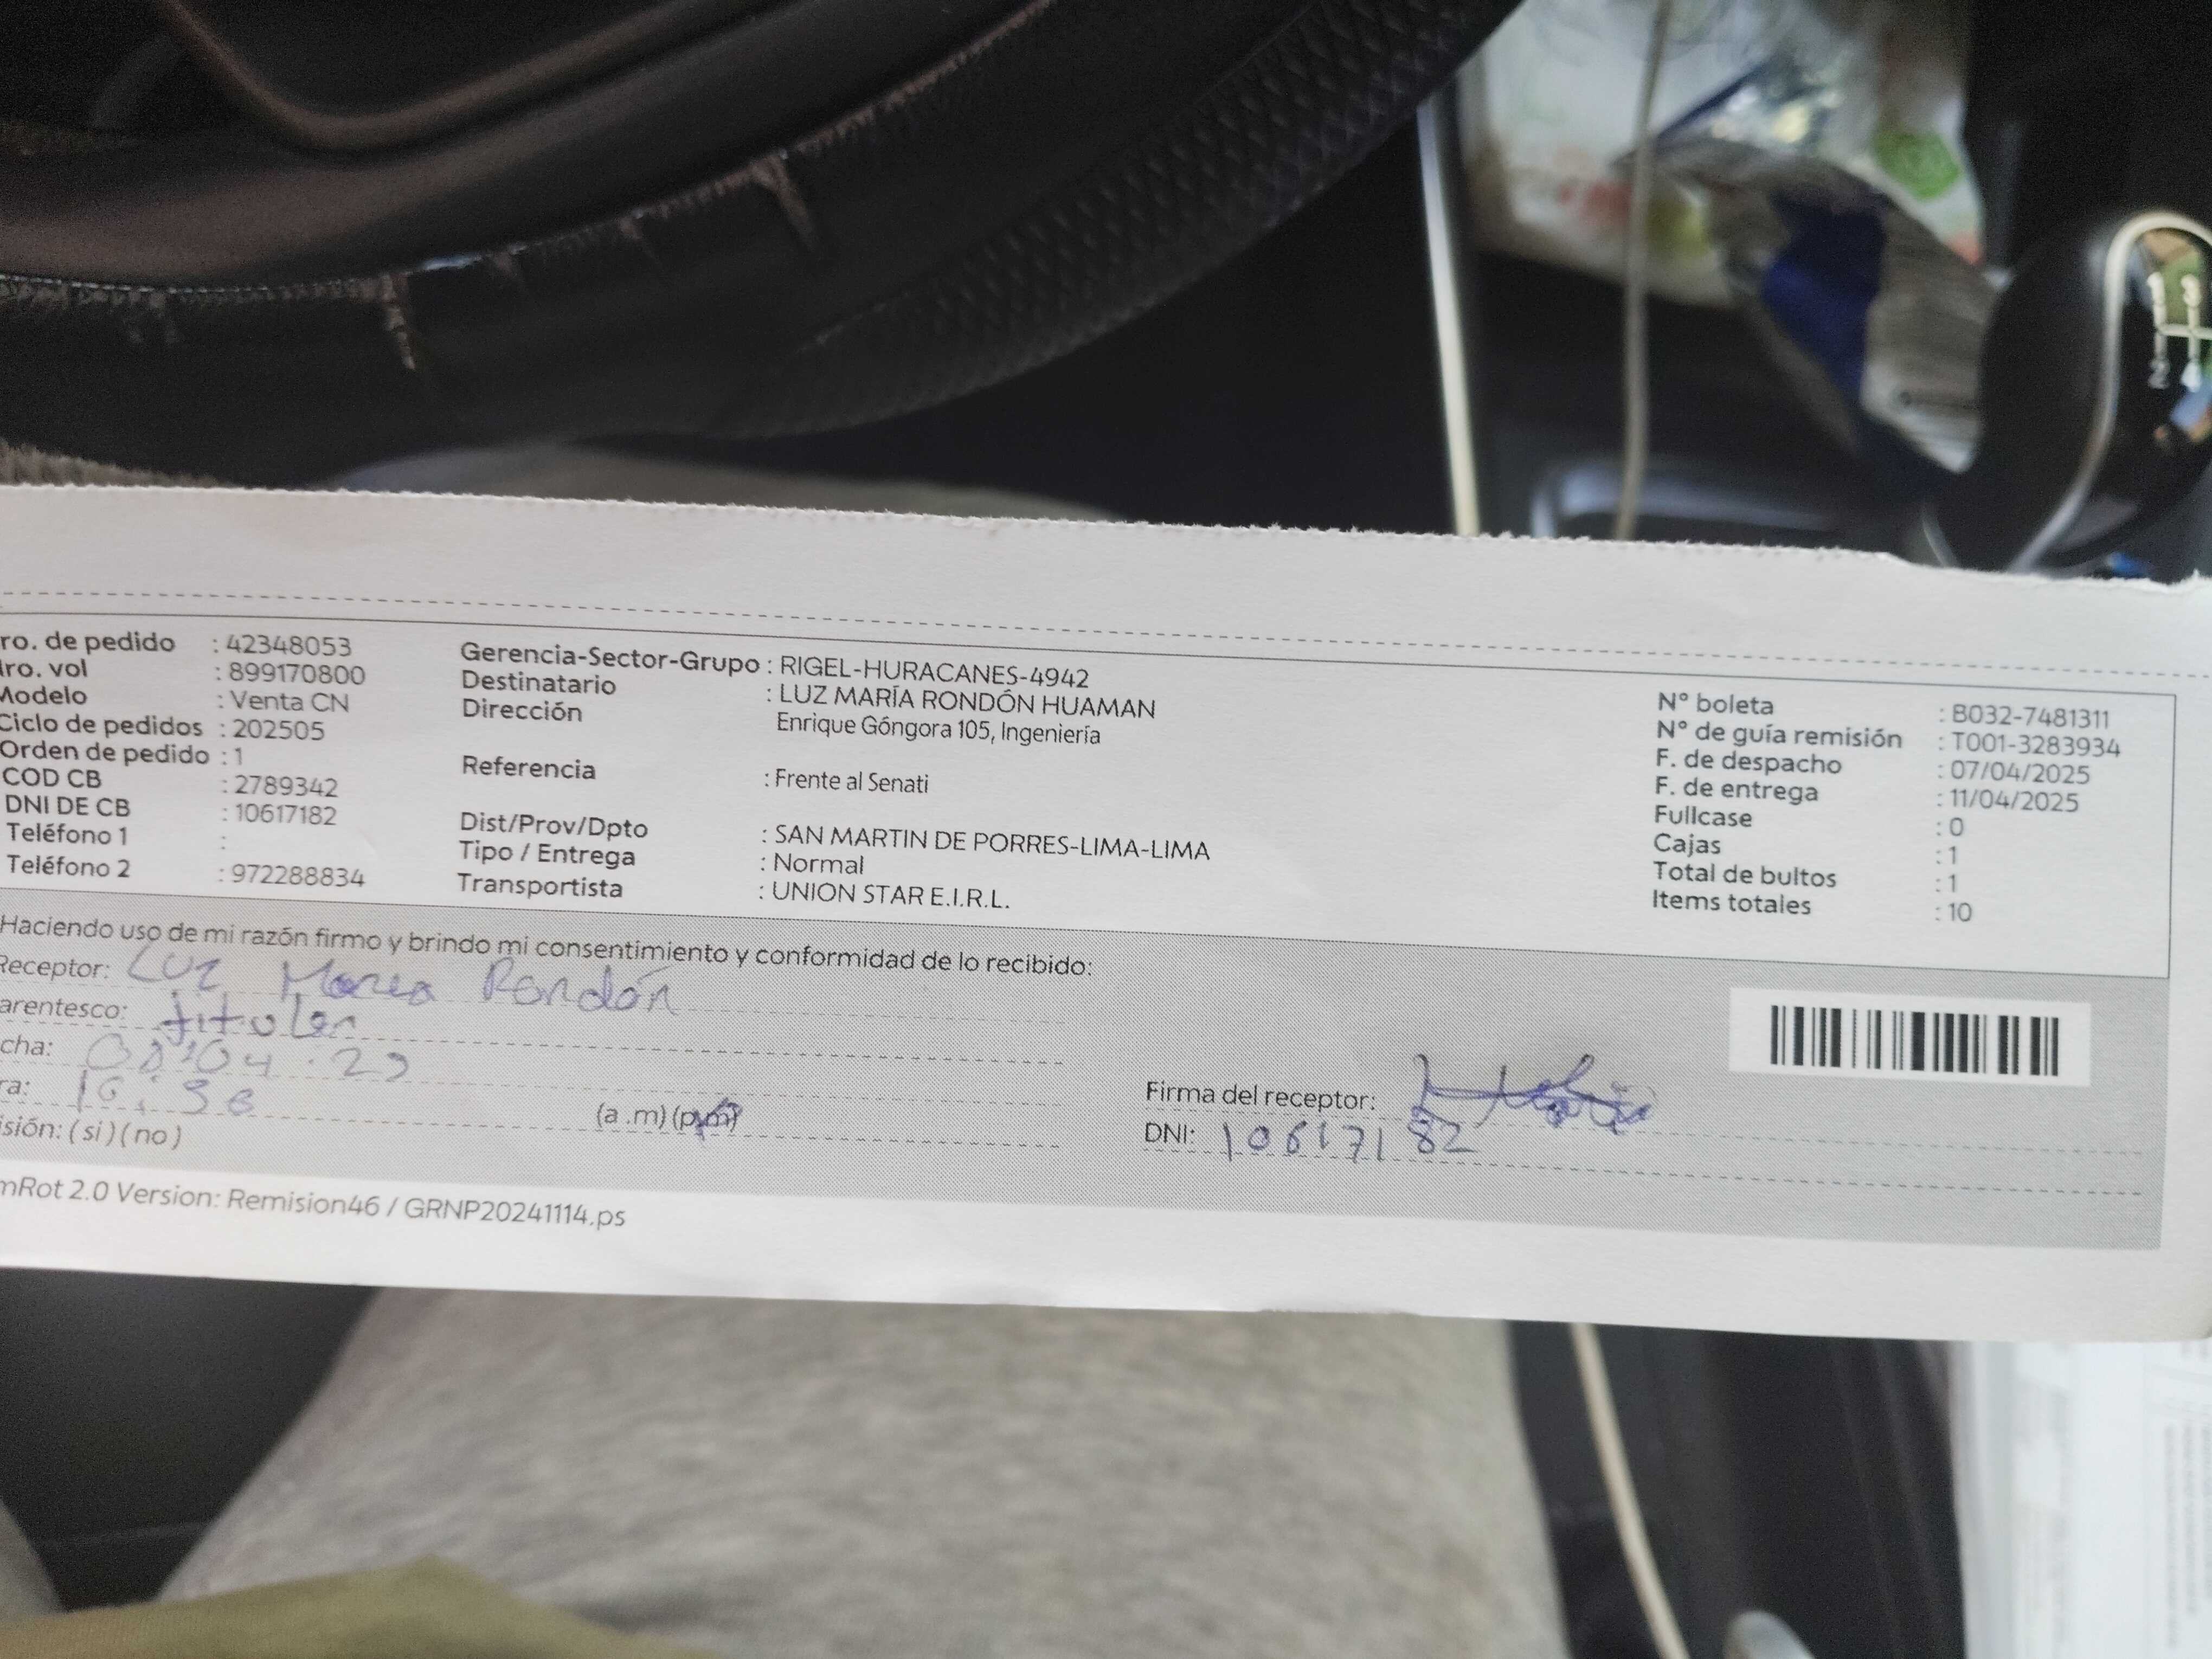 ro. de pedido : 42348053
ro. vol : 899170800
Modelo : Venta CN
Ciclo de pedidos : 202505
Orden de pedido : 1
COD CB : 2789342
DNI DE CB : 10617182
Teléfono 1 :
Teléfono 2 : 972288834
Gerencia-Sector-Grupo : RIGEL-HURACANES-4942
Destinatario : LUZ MARÍA RONDÓN HUAMAN
Dirección Enrique Góngora 105, Ingeniería
Referencia : Frente al Senati
Dist/Prov/Dpto : SAN MARTIN DE PORRES-LIMA-LIMA
Tipo / Entrega : Normal
Transportista : UNION STAR E.I.R.L.
N° boleta : B032-7481311
N° de guía remisión : T001-3283934
F. de despacho : 07/04/2025
F. de entrega : 11/04/2025
Fullcase : 0
Cajas : 1
Total de bultos : 1
Items totales : 10
Haciendo uso de mi razón firmo y brindo mi consentimiento y conformidad de lo recibido:
Receptor: Luz Marea Rondón
arentesco: titular
cha:
ra: (a .m) (p.m)
isión: (si) (no)
Firma del receptor:
DNI: 10617182
mRot 2.0 Version: Remision46 / GRNP20241114.ps
1 3
2 4